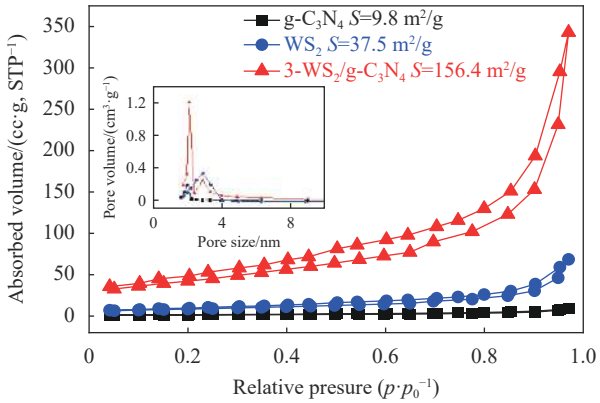 g-C₃N₄ S=9.8 m²/g
WS₂ S=37.5 m²/g
3-WS₂/g-C₃N₄ S=156.4 m²/g
Absorbed volume/(cc·g, STP⁻¹)
350
300
250
200
150
100
50
0
Pore volume/(cm³·g⁻¹)
1.2
0.8
0.4
0
0 4 8
Pore size/nm
0 0.2 0.4 0.6 0.8 1.0
Relative presure (p·p₀⁻¹)